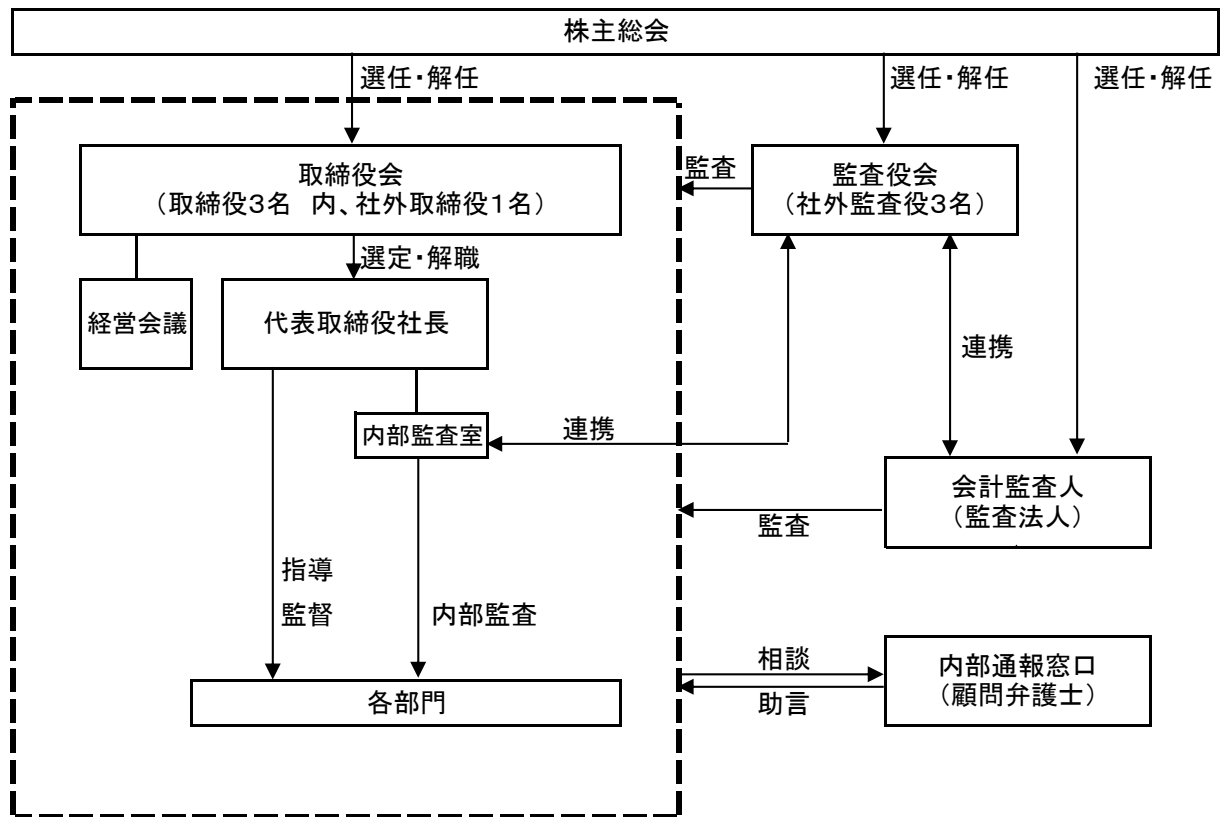 株主総会
選任・解任
選任・解任
選任・解任
取締役会
（取締役3名　内、社外取締役1名）
監査
監査役会
（社外監査役3名）
選定・解職
経営会議
代表取締役社長
連携
内部監査室
連携
会計監査人
（監査法人）
監査
指導
監督
内部監査
相談
助言
内部通報窓口
（顧問弁護士）
各部門